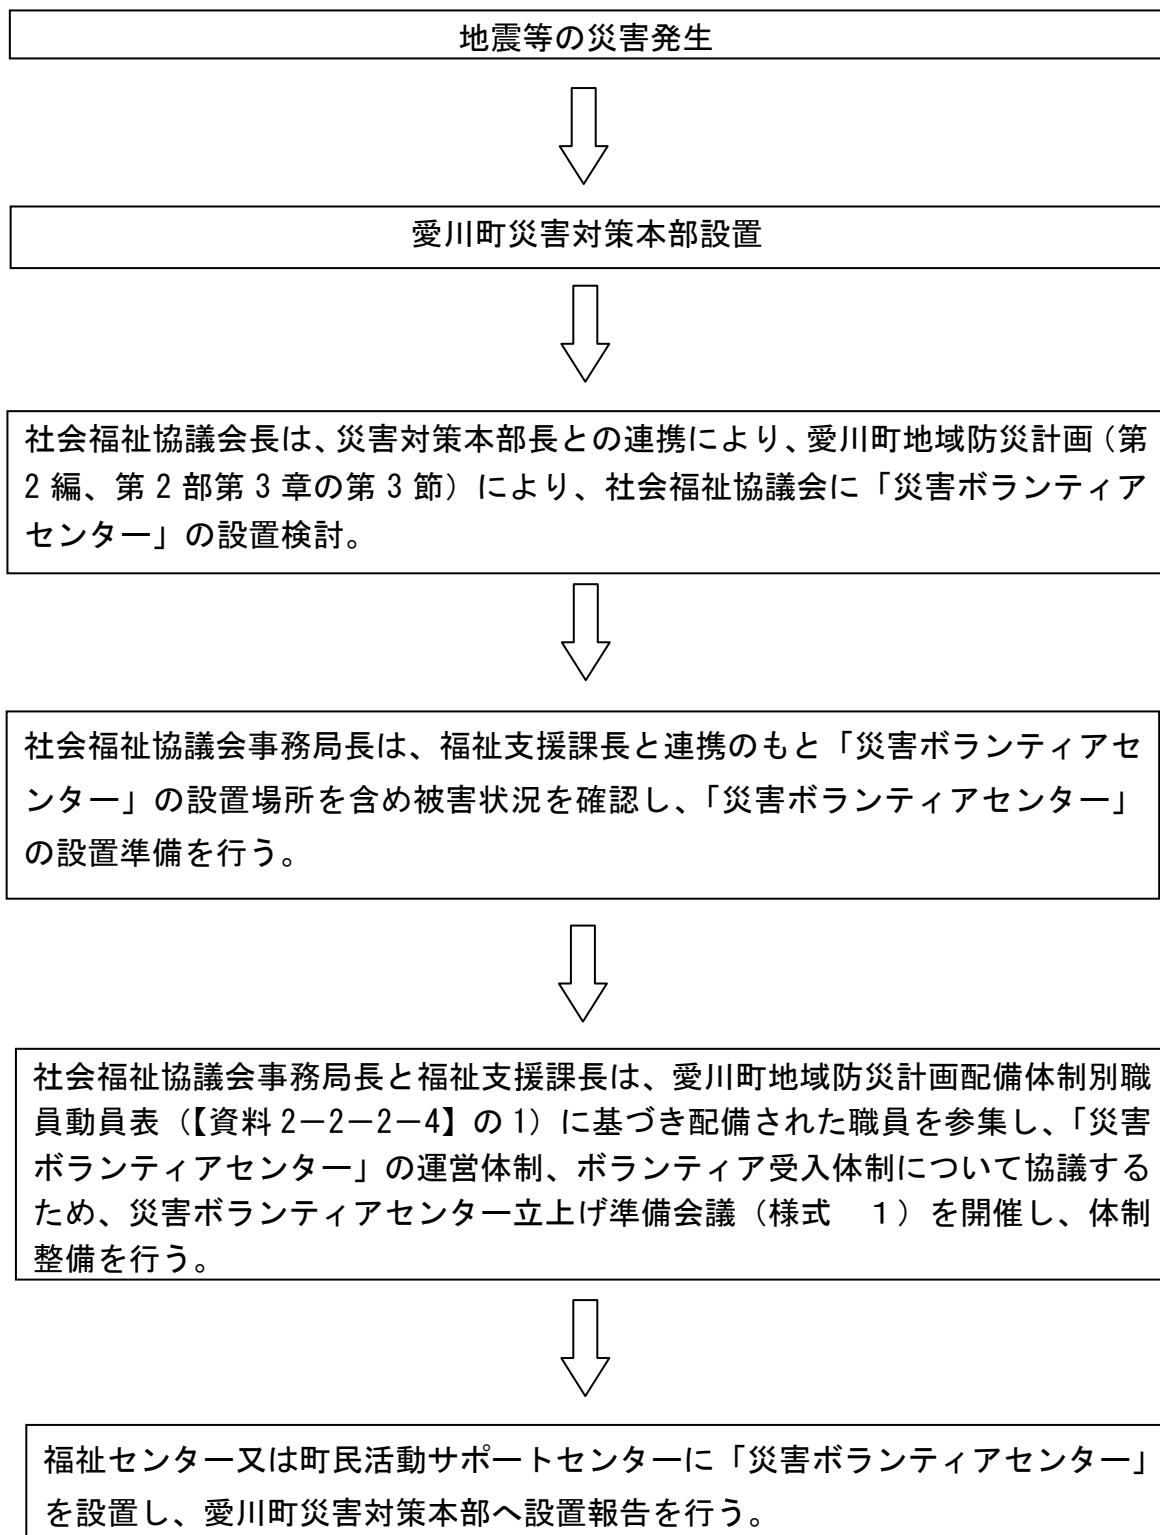 地震等の災害発生
愛川町災害対策本部設置
社会福祉協議会長は、災害対策本部長との連携により、愛川町地域防災計画（第
2編、第2部第3章の第3節）により、社会福祉協議会に「災害ボランティア
センター」の設置検討。
社会福祉協議会事務局長は、福祉支援課長と連携のもと「災害ボランティアセ
ンター」の設置場所を含め被害状況を確認し、「災害ボランティアセンター」
の設置準備を行う。
社会福祉協議会事務局長と福祉支援課長は、愛川町地域防災計画配備体制別職
員動員表（【資料2－2－2－4】の1）に基づき配備された職員を参集し、「災害
ボランティアセンター」の運営体制、ボランティア受入体制について協議する
ため、災害ボランティアセンター立上げ準備会議（様式　１）を開催し、体制
整備を行う。
福祉センター又は町民活動サポートセンターに「災害ボランティアセンター」
を設置し、愛川町災害対策本部へ設置報告を行う。